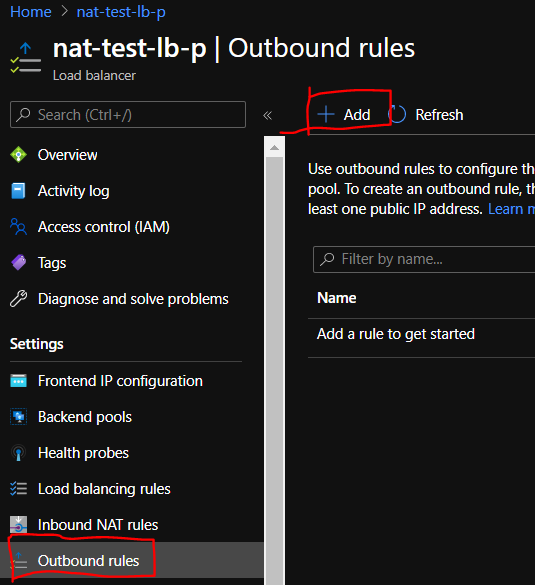 Home > nat-test-lb-p
nat-test-lb-p | Outbound rules
Load balancer
Search (Ctrl+/)
«
Add
Refresh
Overview
Activity log
Access control (IAM)
Tags
Diagnose and solve problems
Settings
Frontend IP configuration
Backend pools
Health probes
Load balancing rules
Inbound NAT rules
Outbound rules
Use outbound rules to configure th
pool. To create an outbound rule, th
least one public IP address. Learn m
Filter by name...
Name
Add a rule to get started